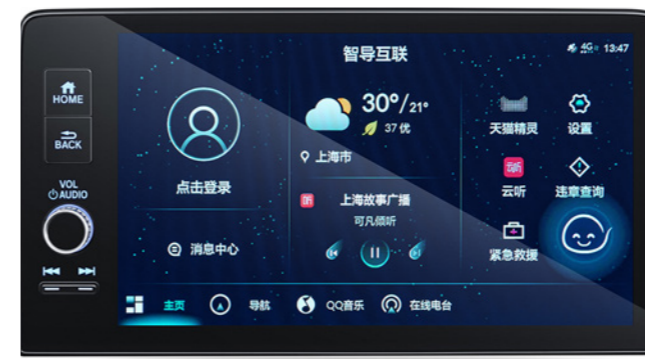 智导互联
4G
13:47
HOME
BACK
VOL
AUDIO
点击登录
消息中心
30°/21°
37 优
上海市
听
上海故事广播
可凡倾听
天猫精灵
设置
云听
违章查询
紧急救援
主页
导航
QQ音乐
在线电台